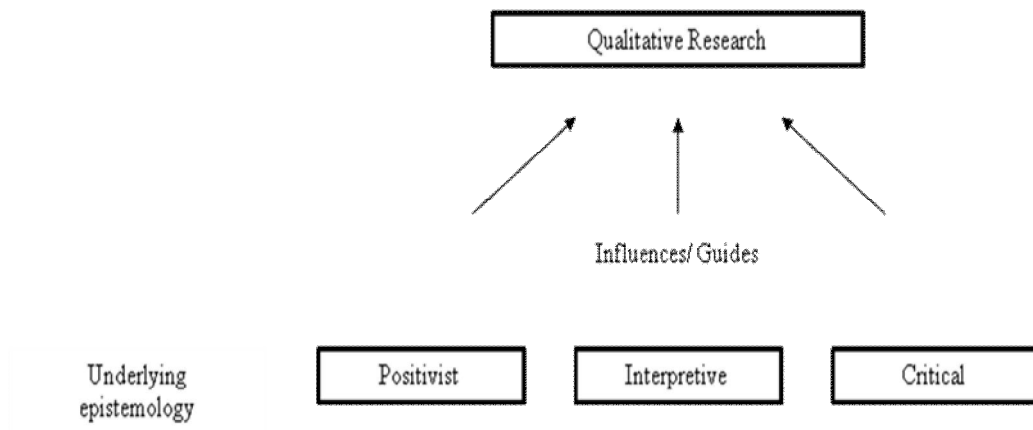 Qualitative Research
Influences/ Guides
Underlying
epistemology
Positivist
Interpretive
Critical